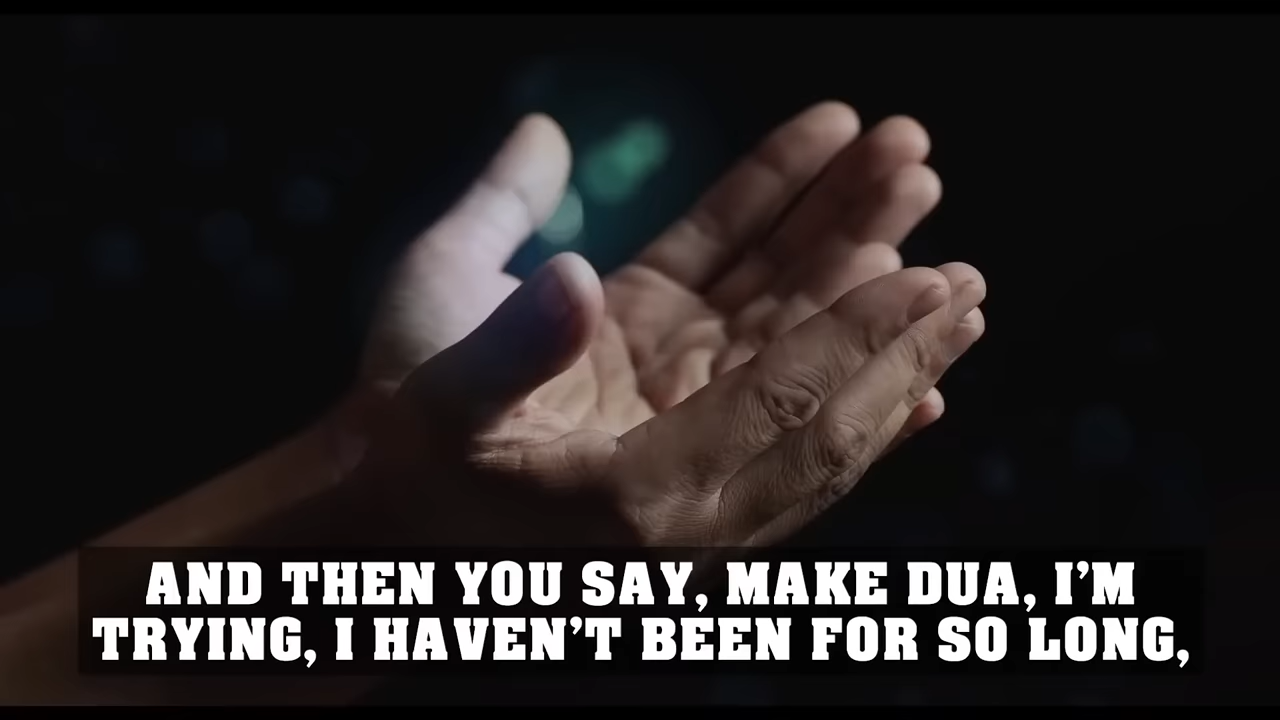 AND THEN YOU SAY, MAKE DUA, I'M
TRYING, I HAVEN'T BEEN FOR SO LONG,